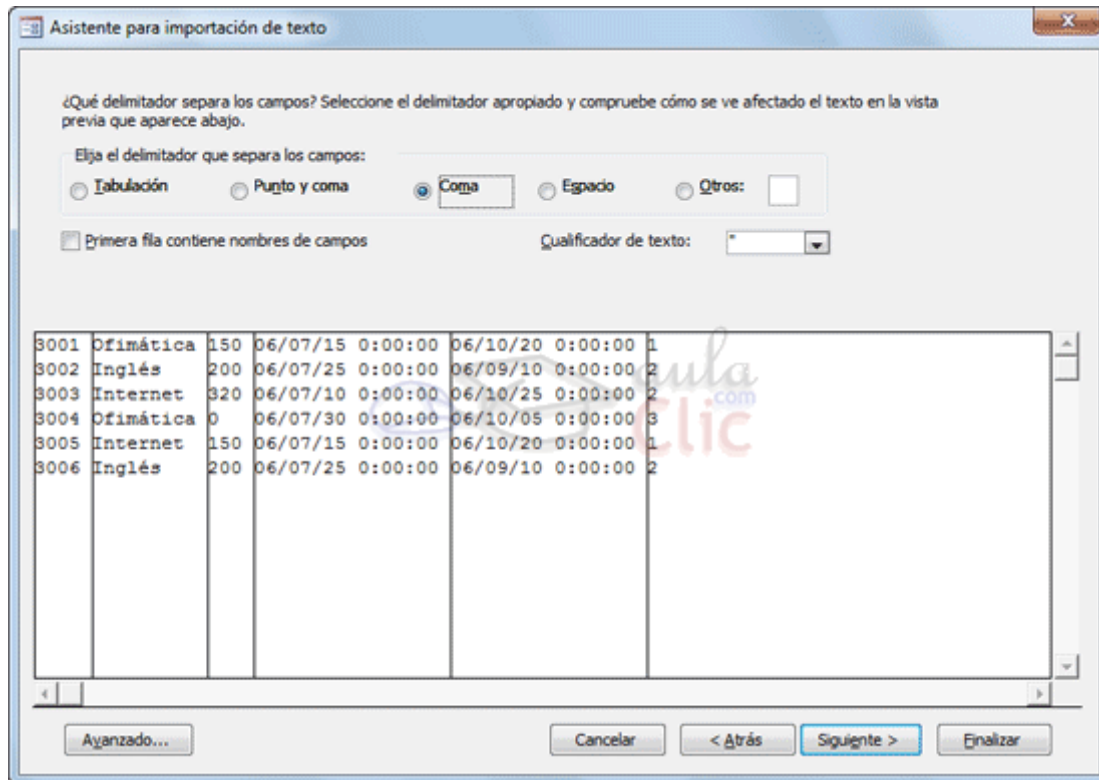 Asistente para importación de texto
x
¿Qué delimitador separa los campos? Seleccione el delimitador apropiado y compruebe cómo se ve afectado el texto en la vista
previa que aparece abajo.
Elija el delimitador que separa los campos:
Tabulación Punto y coma Coma Espacio Otros:
Primera fila contiene nombres de campos Cualificador de texto: "
3001 Ofimática 150 06/07/15 0:00:00 06/10/20 0:00:00 1
3002 Inglés 200 06/07/25 0:00:00 06/09/10 0:00:00 2
3003 Internet 320 06/07/10 0:00:00 06/10/25 0:00:00 2
3004 Ofimática 0 06/07/30 0:00:00 06/10/05 0:00:00 3
3005 Internet 150 06/07/15 0:00:00 06/10/20 0:00:00 1
3006 Inglés 200 06/07/25 0:00:00 06/09/10 0:00:00 2
aula
.com
Clic
Avanzado... Cancelar < Atrás Siguiente > Finalizar